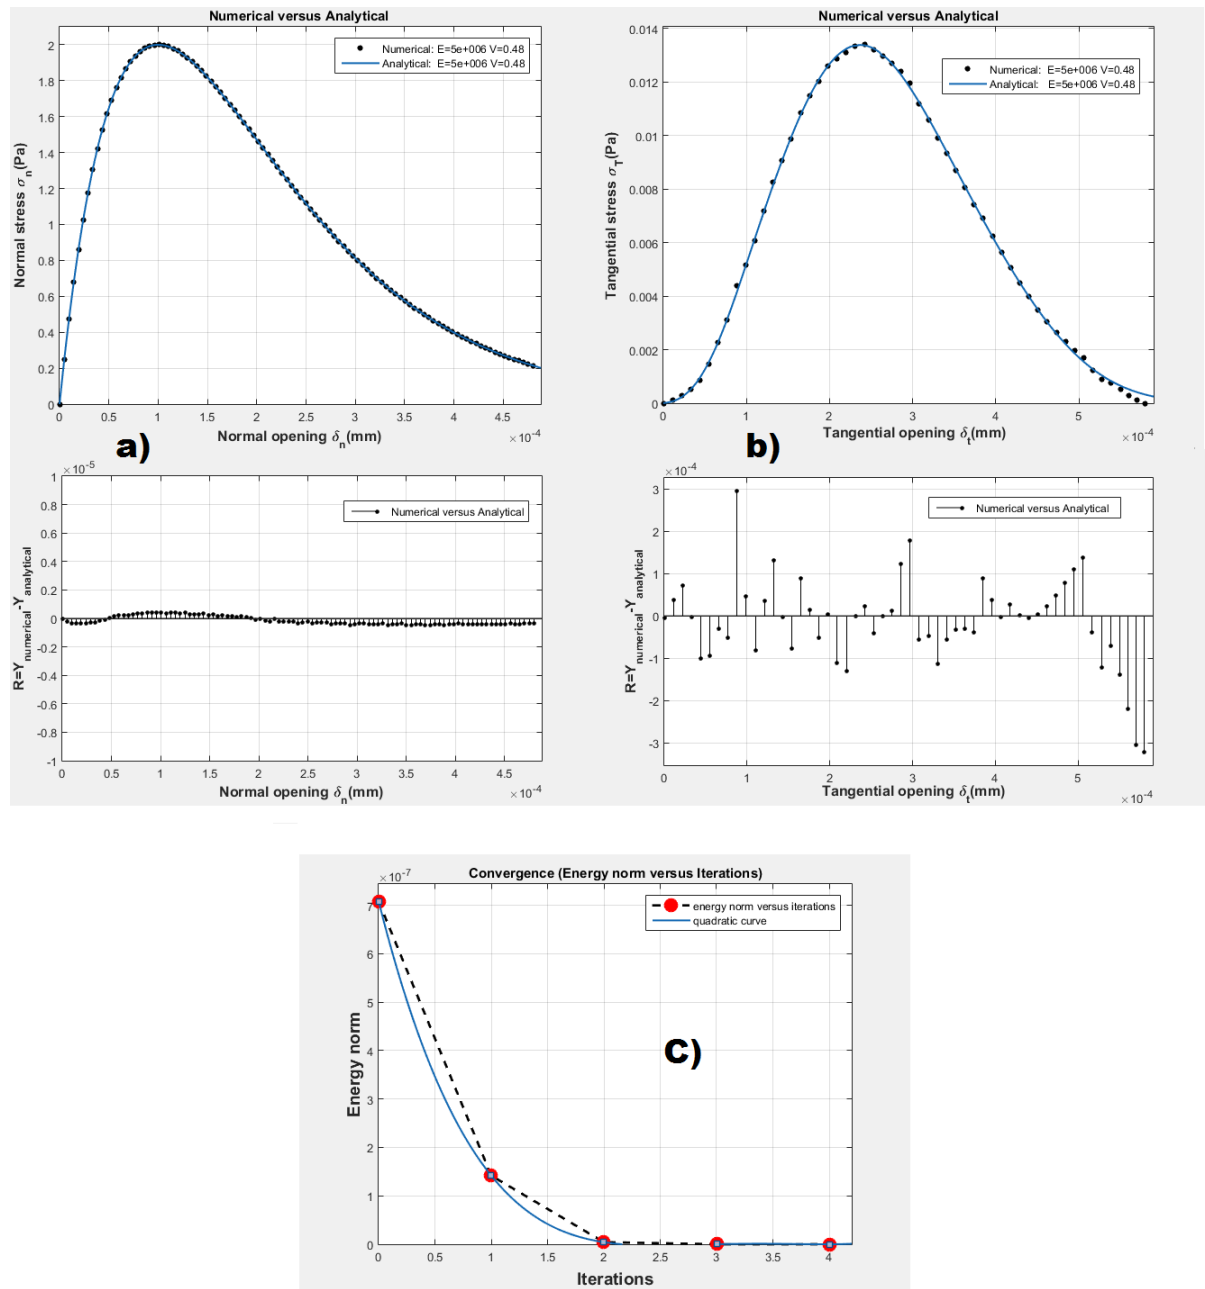 Numerical versus Analytical
Numerical: E=5e+006 V=0.48
Analytical: E=5e+006 V=0.48
Normal stress σn(Pa)
2
1.8
1.6
1.4
1.2
1
0.8
0.6
0.4
0.2
0
0 0.5 1 1.5 2 2.5 3 3.5 4 4.5
×10-4
Normal opening δn(mm)
a)
Numerical versus Analytical
Numerical: E=5e+006 V=0.48
Analytical: E=5e+006 V=0.48
Tangential stress σT(Pa)
0.014
0.012
0.01
0.008
0.006
0.004
0.002
0
0 1 2 3 4 5
×10-4
Tangential opening δt(mm)
b)
×10-5
Numerical versus Analytical
R=Ynumerical-Yanalytical
1
0.8
0.6
0.4
0.2
0
-0.2
-0.4
-0.6
-0.8
-1
0 0.5 1 1.5 2 2.5 3 3.5 4 4.5
×10-4
Normal opening δn(mm)
×10-4
Numerical versus Analytical
R=Ynumerical-Yanalytical
3
2
1
0
-1
-2
-3
0 1 2 3 4 5
×10-4
Tangential opening δt(mm)
Convergence (Energy norm versus Iterations)
×10-7
energy norm versus iterations
quadratic curve
Energy norm
7
6
5
4
3
2
1
0
C)
0 0.5 1 1.5 2 2.5 3 3.5 4
Iterations